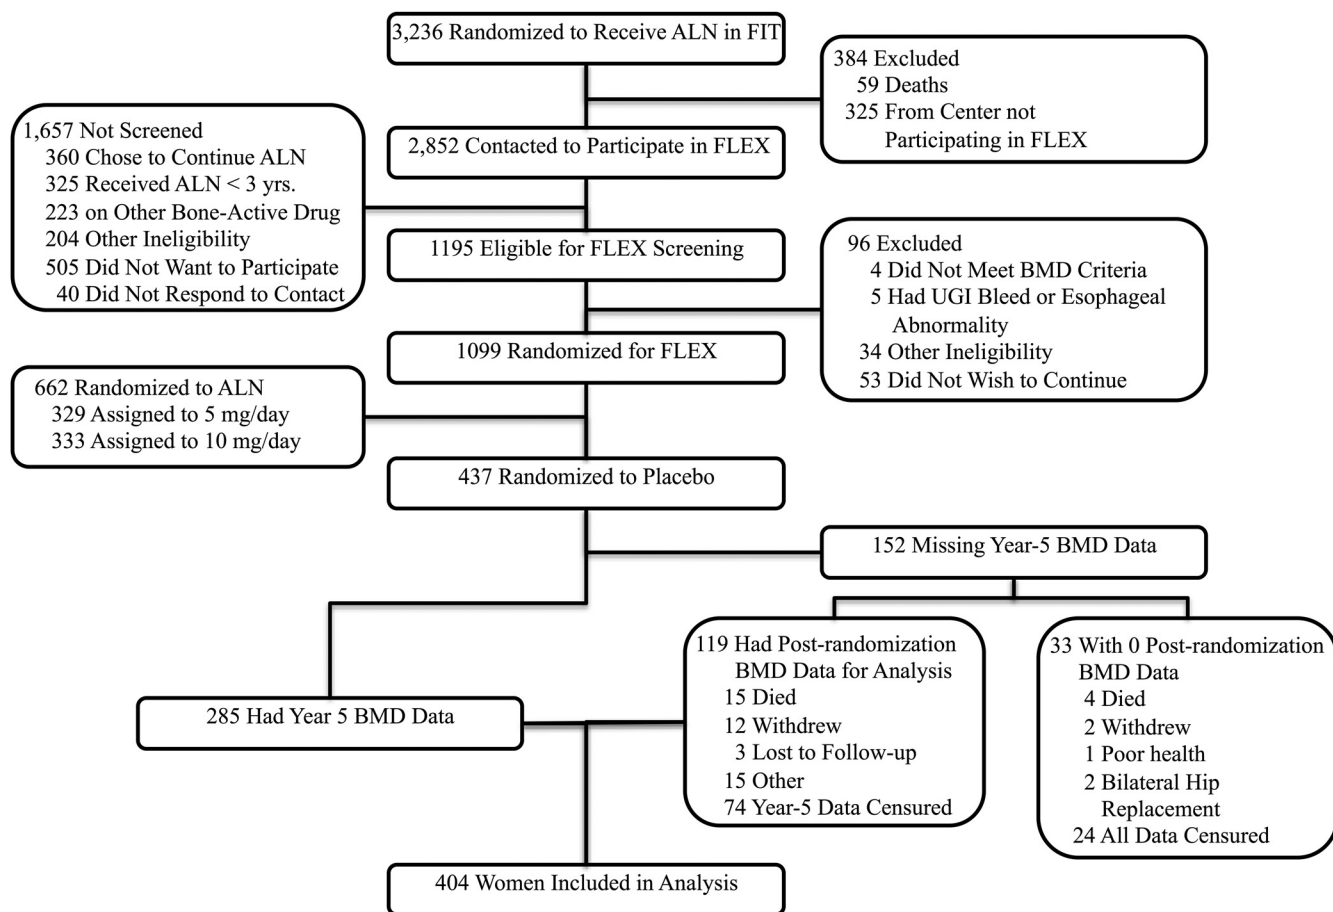 3,236 Randomized to Receive ALN in FIT
384 Excluded
59 Deaths
325 From Center not
Participating in FLEX
1,657 Not Screened
360 Chose to Continue ALN
325 Received ALN < 3 yrs.
223 on Other Bone-Active Drug
204 Other Ineligibility
505 Did Not Want to Participate
40 Did Not Respond to Contact
2,852 Contacted to Participate in FLEX
1195 Eligible for FLEX Screening
96 Excluded
4 Did Not Meet BMD Criteria
5 Had UGI Bleed or Esophageal
Abnormality
34 Other Ineligibility
53 Did Not Wish to Continue
1099 Randomized for FLEX
662 Randomized to ALN
329 Assigned to 5 mg/day
333 Assigned to 10 mg/day
437 Randomized to Placebo
152 Missing Year-5 BMD Data
119 Had Post-randomization
BMD Data for Analysis
15 Died
12 Withdrew
3 Lost to Follow-up
15 Other
74 Year-5 Data Censured
33 With 0 Post-randomization
BMD Data
4 Died
2 Withdrew
1 Poor health
2 Bilateral Hip
Replacement
24 All Data Censured
285 Had Year 5 BMD Data
404 Women Included in Analysis